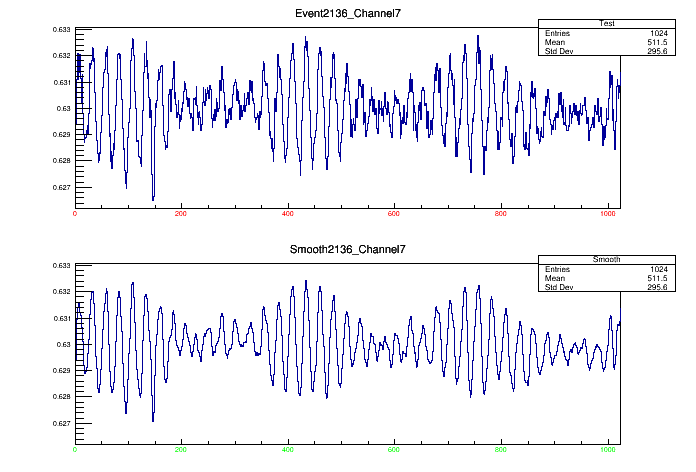 Event2136_Channel7
Test
Entries 1024
Mean 511.5
Std Dev 295.6
0.633
0.632
0.631
0.63
0.629
0.628
0.627
0 200 400 600 800 1000
Smooth2136_Channel7
Smooth
Entries 1024
Mean 511.5
Std Dev 295.6
0.633
0.632
0.631
0.63
0.629
0.628
0.627
0 200 400 600 800 1000